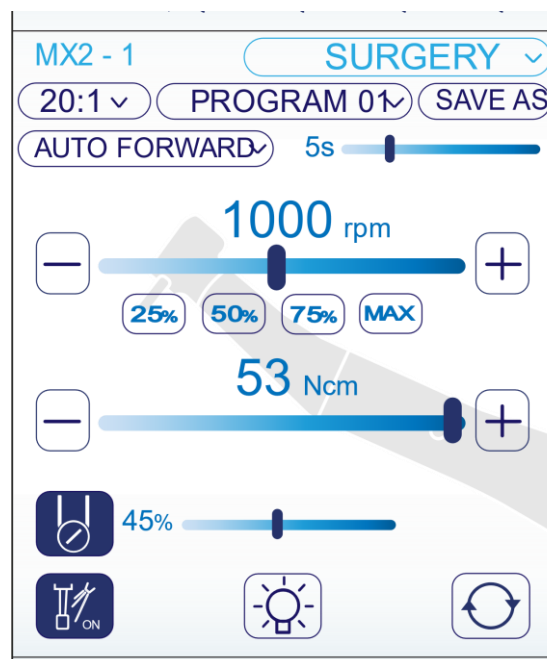 MX2 - 1 SURGERY
20:1 PROGRAM 01 SAVE AS
AUTO FORWARD 5s
1000 rpm
25% 50% 75% MAX
53 Ncm
45%
ON